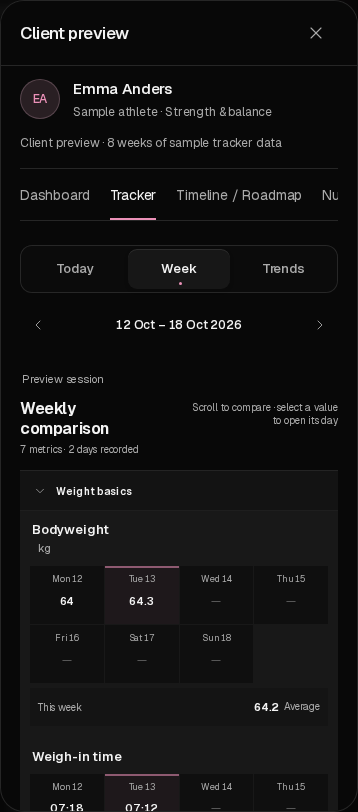 Client preview
EA
Emma Anders
Sample athlete · Strength & balance
Client preview · 8 weeks of sample tracker data
Dashboard Tracker Timeline / Roadmap Nu
Today Week Trends
12 Oct – 18 Oct 2026
Preview session
Weekly comparison
Scroll to compare · select a value
to open its day
7 metrics · 2 days recorded
Weight basics
Bodyweight
kg
Mon 12 Tue 13 Wed 14 Thu 15
64 64.3 — —
Fri 16 Sat 17 Sun 18
— — —
This week 64.2 Average
Weigh-in time
Mon 12 Tue 13 Wed 14 Thu 15
07:18 07:12 — —